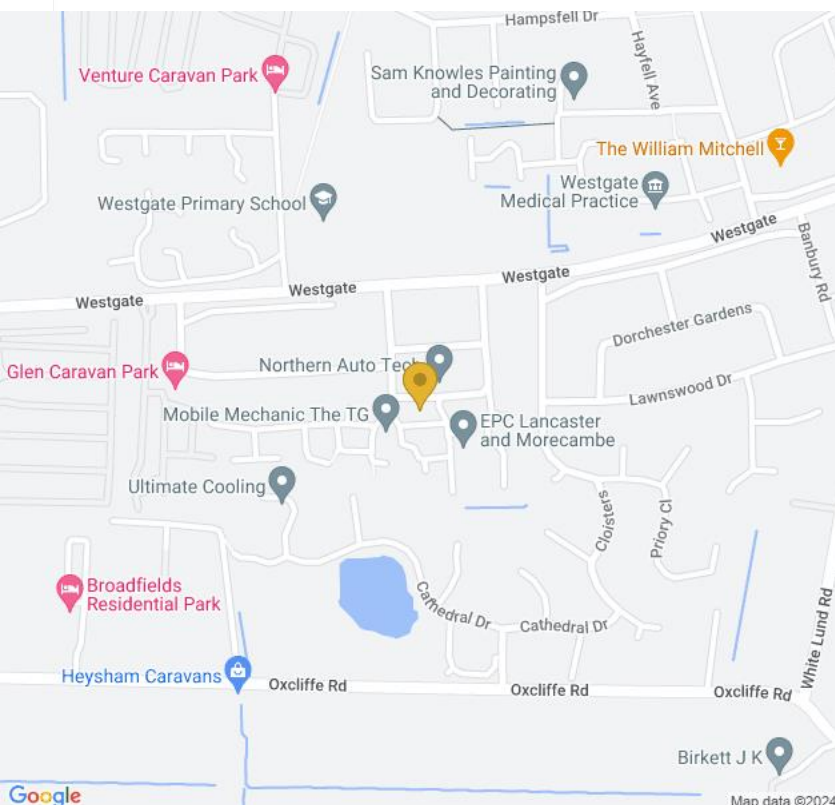 Hampsfell Dr
Hayfell Ave
Venture Caravan Park
Sam Knowles Painting
and Decorating
The William Mitchell
Westgate
Medical Practice
Westgate Primary School
Westgate
Banbury Rd
Westgate
Westgate
Westgate
Dorchester Gardens
Northern Auto Tech
Glen Caravan Park
Lawnswood Dr
Mobile Mechanic The TG
EPC Lancaster
and Morecambe
Ultimate Cooling
Cloisters
Priory Cl
Broadfields
Residential Park
Cathedral Dr
Cathedral Dr
White Lund Rd
Heysham Caravans
Oxcliffe Rd
Oxcliffe Rd
Oxcliffe Rd
Birkett J K
Google
Map data ©2024